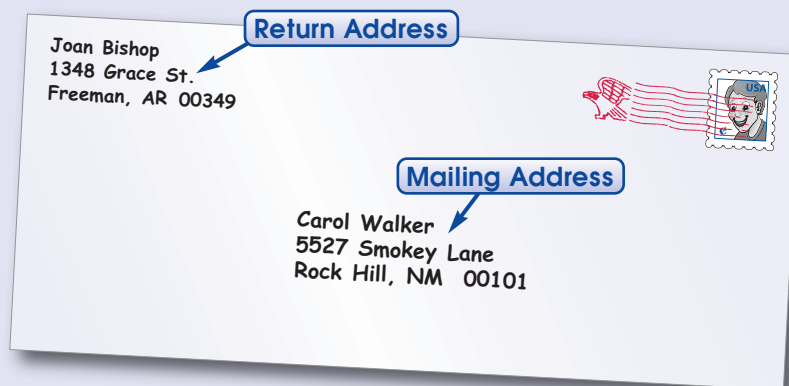 Return Address
Joan Bishop
1348 Grace St.
Freeman, AR 00349
USA
¢
Mailing Address
Carol Walker
5527 Smokey Lane
Rock Hill, NM 00101